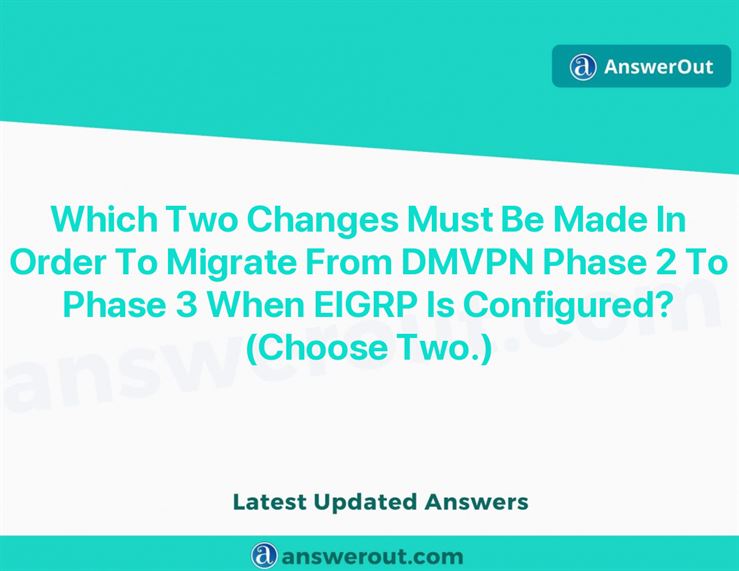 AnswerOut
Which Two Changes Must Be Made In
Order To Migrate From DMVPN Phase 2 To
Phase 3 When EIGRP Is Configured?
(Choose Two.)
answerout.com
Latest Updated Answers
answerout.com